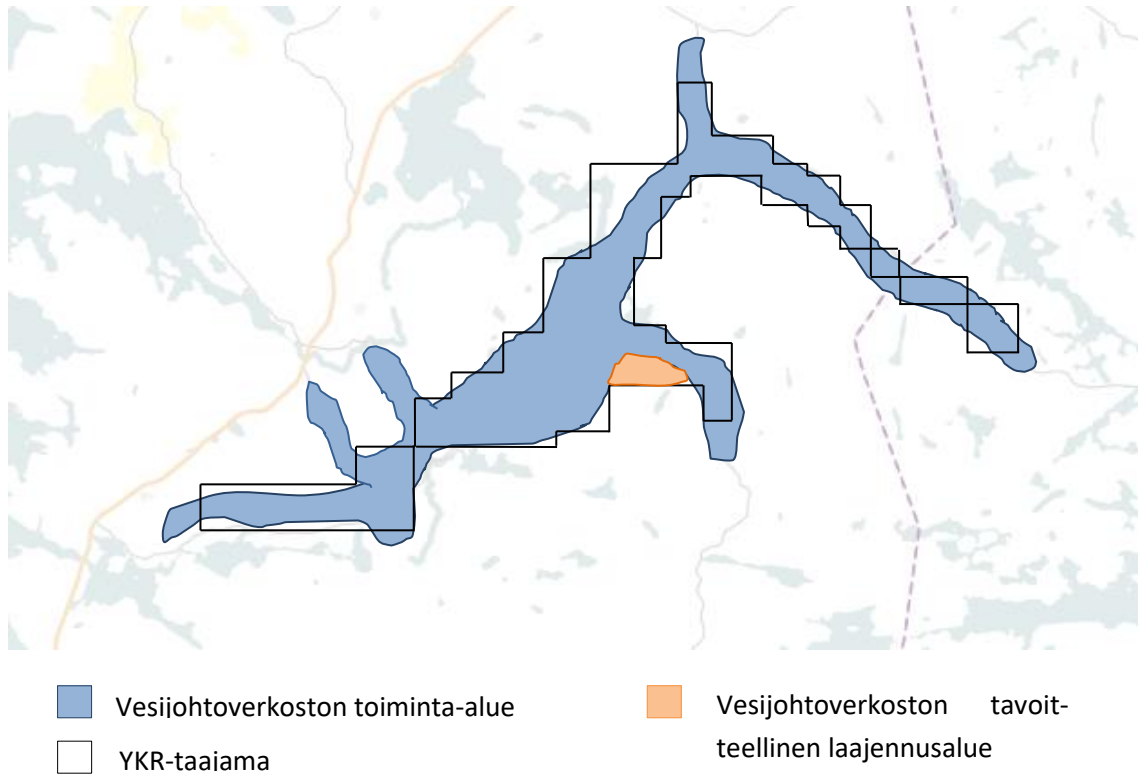 Vesijohtoverkoston toiminta-alue
YKR-taajama
Vesijohtoverkoston tavoit-
teellinen laajennusalue